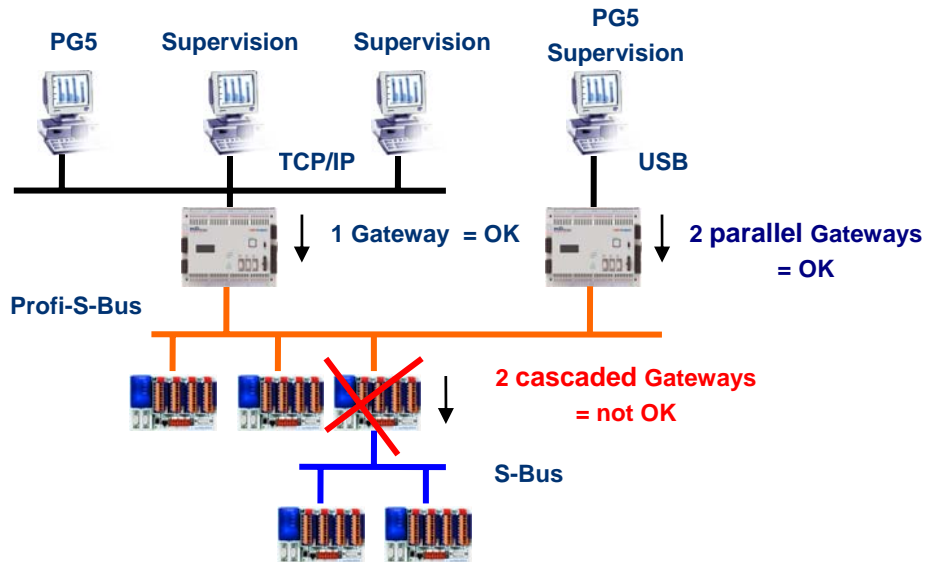 PG5
Supervision
Supervision
PG5
Supervision
TCP/IP
USB
1 Gateway = OK
2 parallel Gateways
= OK
Profi-S-Bus
2 cascaded Gateways
= not OK
S-Bus